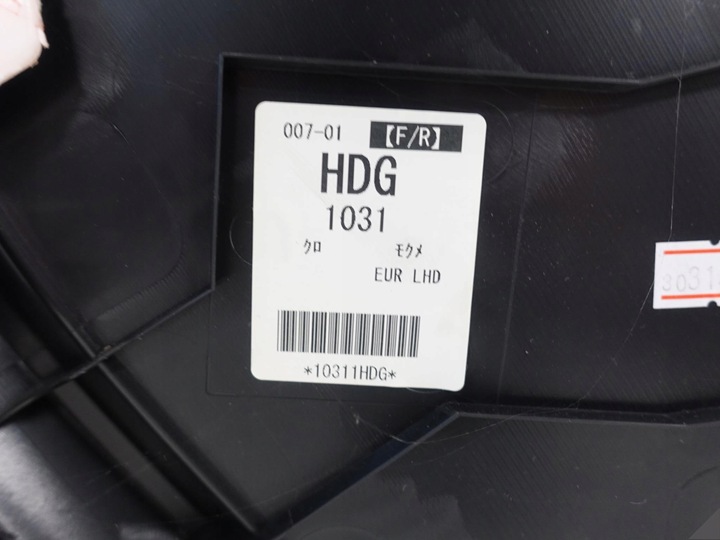 007-01 【F/R】
HDG
1031
ｸﾛ ﾓｸﾒ
EUR LHD
*10311HDG*